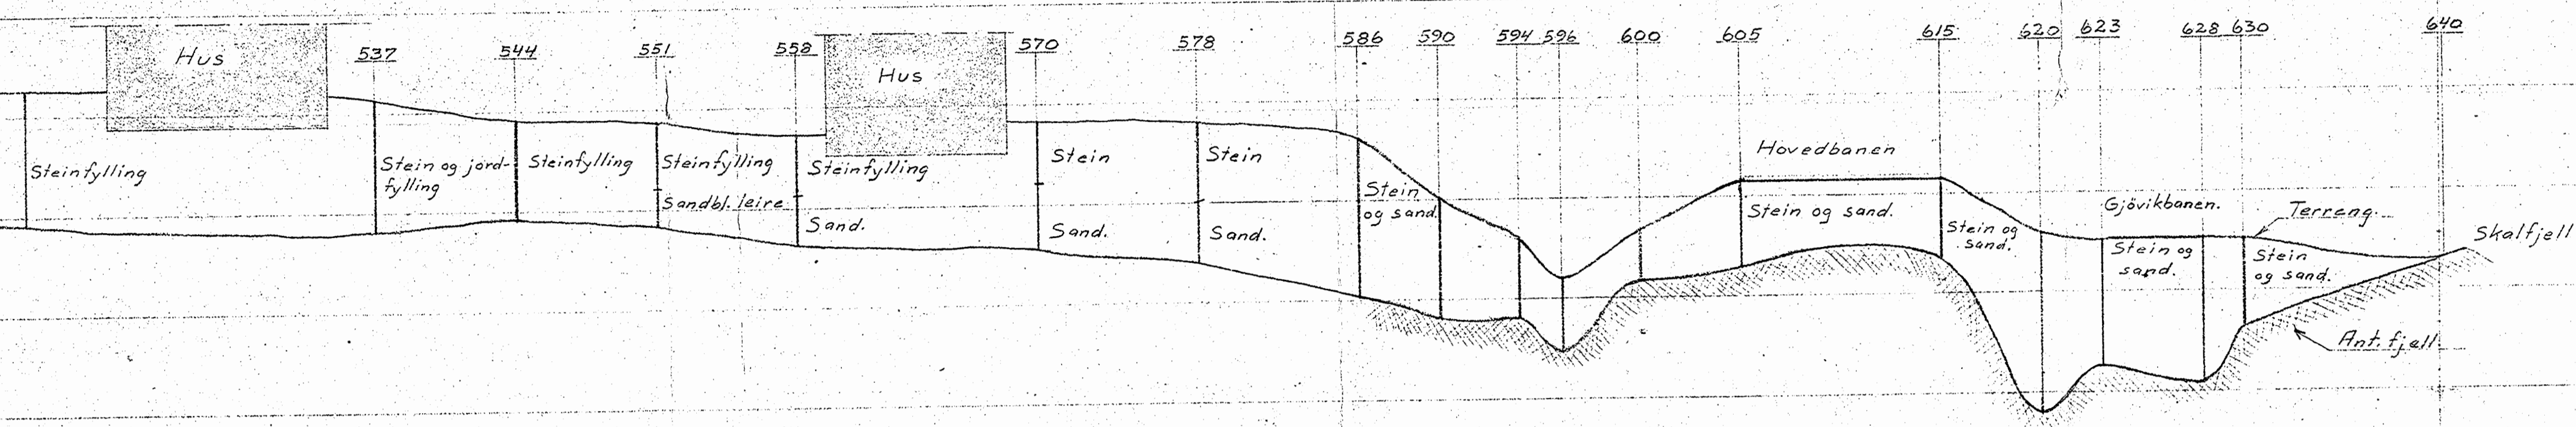 Hus
537
544
551
558
Hus
570
578
586
590
594 596
600
605
615
620 623
628 630
640
Steinfylling
Stein og jord-
fylling
Steinfylling
Steinfylling
Sandbl. leire
Steinfylling
Sand.
Stein
Sand.
Stein
Sand.
Stein
og sand.
Hovedbanen
Stein og sand.
Stein og
sand.
Gjövikbanen.
Stein og
sand.
Terreng.
Stein
og sand.
Skalfjell
Ant. fjell.